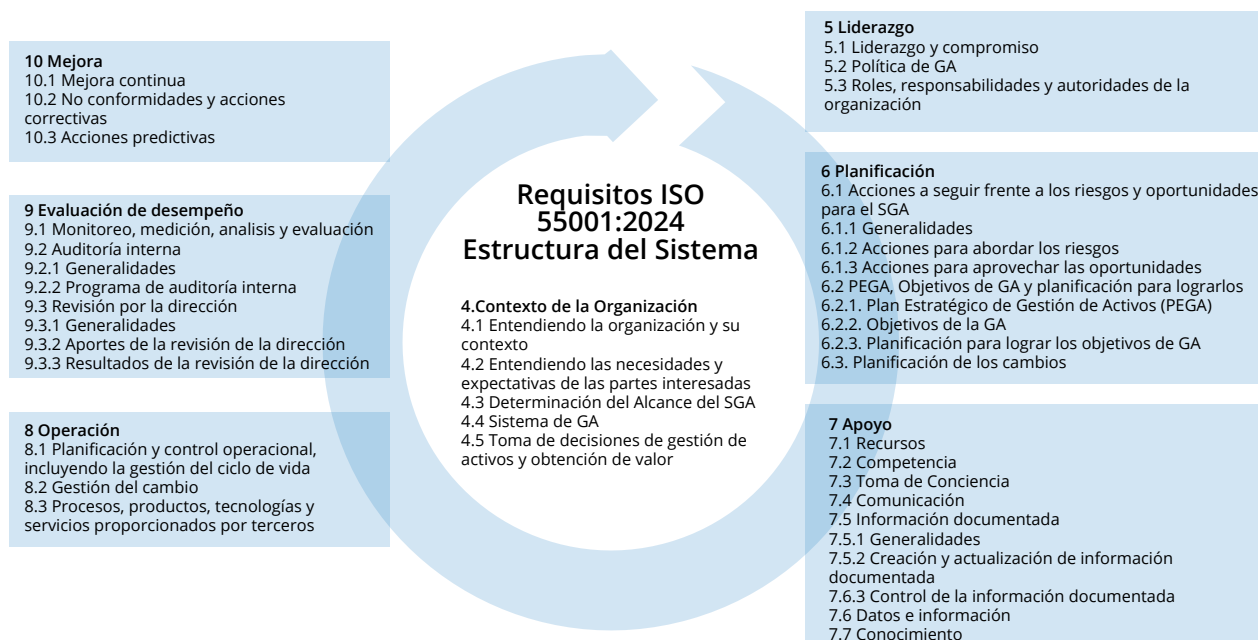 Requisitos ISO
55001:2024
Estructura del Sistema
4.Contexto de la Organización
4.1 Entendiendo la organización y su
contexto
4.2 Entendiendo las necesidades y
expectativas de las partes interesadas
4.3 Determinación del Alcance del SGA
4.4 Sistema de GA
4.5 Toma de decisiones de gestión de
activos y obtención de valor
5 Liderazgo
5.1 Liderazgo y compromiso
5.2 Política de GA
5.3 Roles, responsabilidades y autoridades de la
organización
6 Planificación
6.1 Acciones a seguir frente a los riesgos y oportunidades
para el SGA
6.1.1 Generalidades
6.1.2 Acciones para abordar los riesgos
6.1.3 Acciones para aprovechar las oportunidades
6.2 PEGA, Objetivos de GA y planificación para lograrlos
6.2.1. Plan Estratégico de Gestión de Activos (PEGA)
6.2.2. Objetivos de la GA
6.2.3. Planificación para lograr los objetivos de GA
6.3. Planificación de los cambios
7 Apoyo
7.1 Recursos
7.2 Competencia
7.3 Toma de Conciencia
7.4 Comunicación
7.5 Información documentada
7.5.1 Generalidades
7.5.2 Creación y actualización de información
documentada
7.6.3 Control de la información documentada
7.6 Datos e información
7.7 Conocimiento
8 Operación
8.1 Planificación y control operacional,
incluyendo la gestión del ciclo de vida
8.2 Gestión del cambio
8.3 Procesos, productos, tecnologías y
servicios proporcionados por terceros
9 Evaluación de desempeño
9.1 Monitoreo, medición, analisis y evaluación
9.2 Auditoría interna
9.2.1 Generalidades
9.2.2 Programa de auditoría interna
9.3 Revisión por la dirección
9.3.1 Generalidades
9.3.2 Aportes de la revisión de la dirección
9.3.3 Resultados de la revisión de la dirección
10 Mejora
10.1 Mejora continua
10.2 No conformidades y acciones
correctivas
10.3 Acciones predictivas